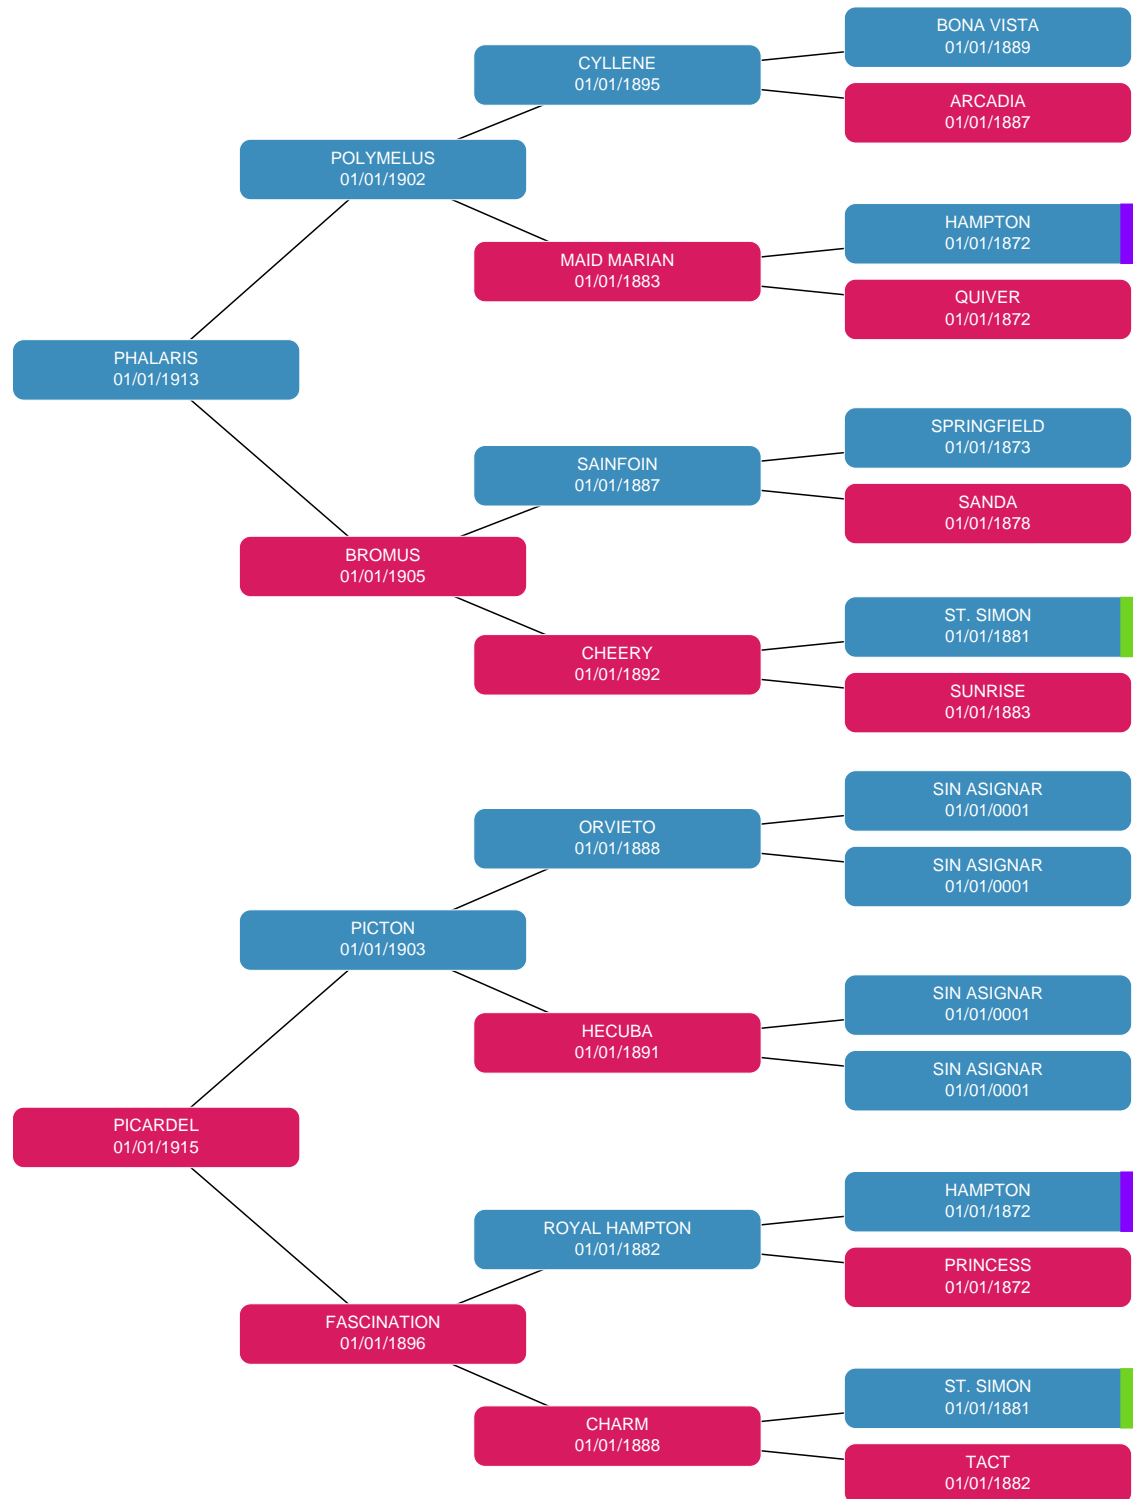 BONA VISTA
01/01/1889
CYLLENE
01/01/1895
ARCADIA
01/01/1887
POLYMELUS
01/01/1902
HAMPTON
01/01/1872
MAID MARIAN
01/01/1883
QUIVER
01/01/1872
PHALARIS
01/01/1913
SPRINGFIELD
01/01/1873
SAINFOIN
01/01/1887
SANDA
01/01/1878
BROMUS
01/01/1905
ST. SIMON
01/01/1881
CHEERY
01/01/1892
SUNRISE
01/01/1883
SIN ASIGNAR
01/01/0001
ORVIETO
01/01/1888
SIN ASIGNAR
01/01/0001
PICTON
01/01/1903
SIN ASIGNAR
01/01/0001
HECUBA
01/01/1891
SIN ASIGNAR
01/01/0001
PICARDEL
01/01/1915
HAMPTON
01/01/1872
ROYAL HAMPTON
01/01/1882
PRINCESS
01/01/1872
FASCINATION
01/01/1896
ST. SIMON
01/01/1881
CHARM
01/01/1888
TACT
01/01/1882